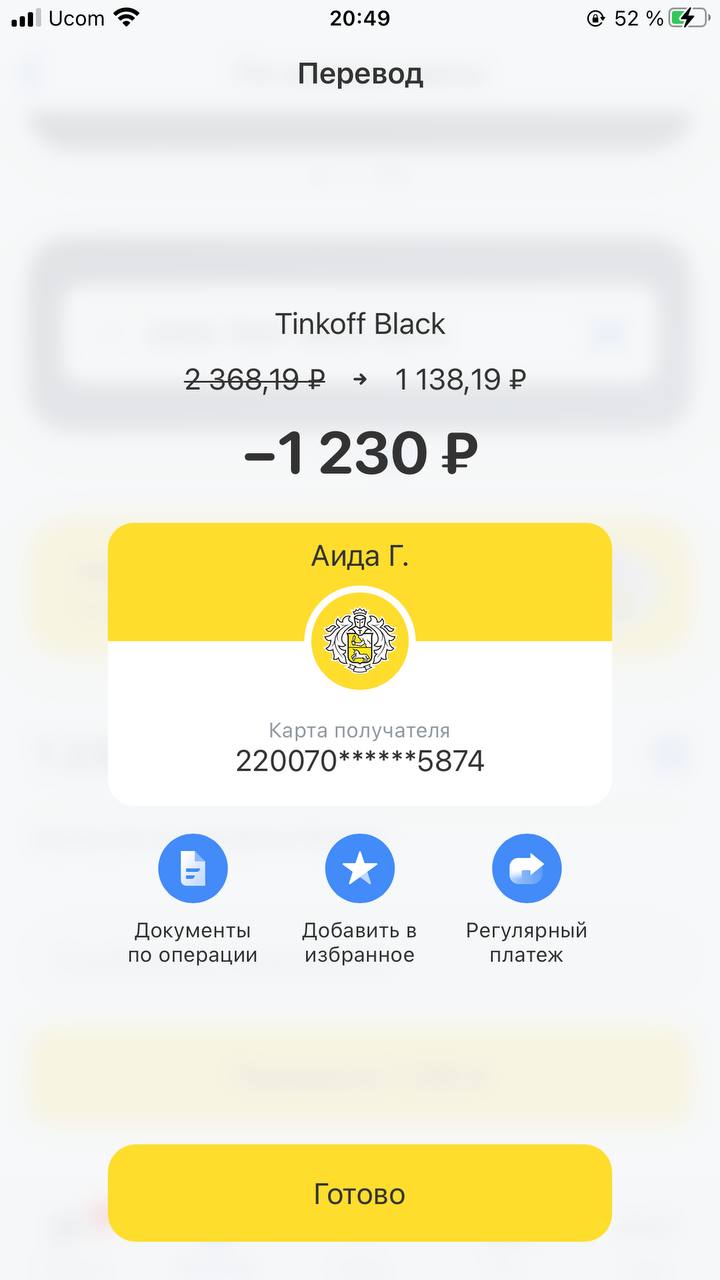 Ucom 20:49 52 %
Перевод
Tinkoff Black
2 368,19 ₽ → 1 138,19 ₽
–1 230 ₽
Аида Г.
Карта получателя
220070******5874
Документы
по операции
Добавить в
избранное
Регулярный
платеж
Готово